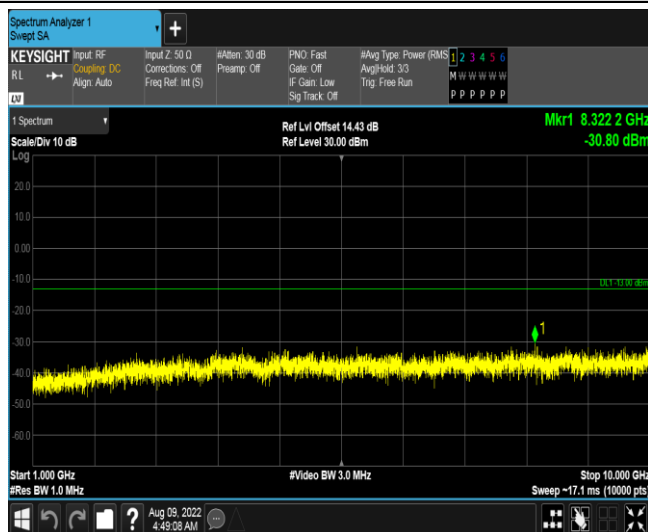 Spectrum Analyzer 1
Swept SA
KEYSIGHT
RL
LXI
Input: RF
Coupling: DC
Align: Auto
Input Z: 50 Ω
Corrections: Off
Freq Ref: Int (S)
#Atten: 30 dB
Preamp: Off
PNO: Fast
Gate: Off
IF Gain: Low
Sig Track: Off
#Avg Type: Power (RMS
Avg|Hold: 3/3
Trig: Free Run
1 2 3 4 5 6
M W W W W W
P P P P P P
1 Spectrum
Scale/Div 10 dB
Log
Ref Lvl Offset 14.43 dB
Ref Level 30.00 dBm
Mkr1 8.322 2 GHz
-30.80 dBm
20.0
10.0
0.00
-10.0
DL1 -13.00 dBm
-20.0
-30.0
1
-40.0
-50.0
-60.0
Start 1.000 GHz
#Res BW 1.0 MHz
#Video BW 3.0 MHz
Stop 10.000 GHz
Sweep ~17.1 ms (10000 pts)
?
Aug 09, 2022
4:49:08 AM